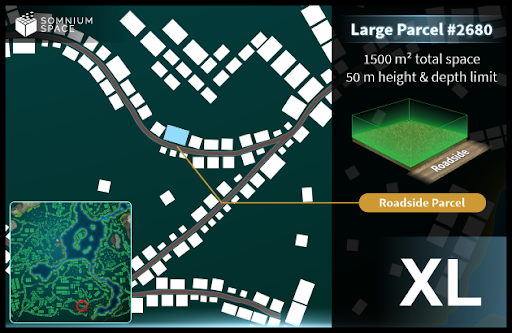 SOMNIUM
SPACE
Large Parcel #2680
1500 m² total space
50 m height & depth limit
Roadside
Roadside Parcel
XL